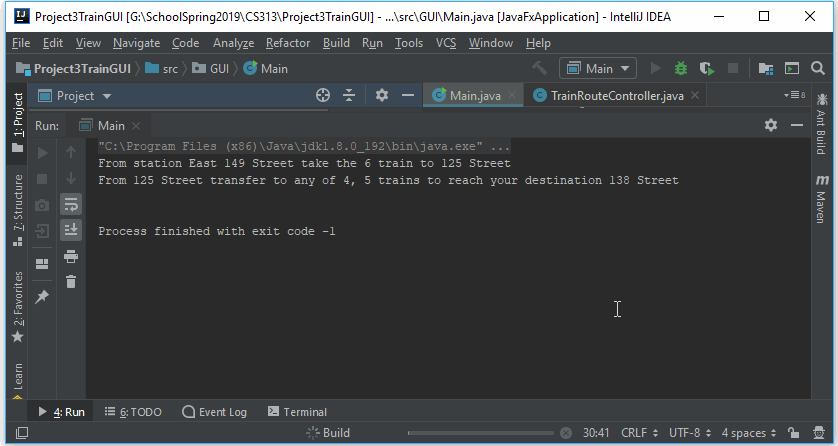 Project3TrainGUI [G:\SchoolSpring2019\CS313\Project3TrainGUI] - ...\src\GUI\Main.java [JavaFxApplication] - IntelliJ IDEA
File Edit View Navigate Code Analyze Refactor Build Run Tools VCS Window Help
Project3TrainGUI src GUI Main Main
1: Project
Project Main.java TrainRouteController.java 8
Run: Main
"C:\Program Files (x86)\Java\jdk1.8.0_192\bin\java.exe" ...
From station East 149 Street take the 6 train to 125 Street
From 125 Street transfer to any of 4, 5 trains to reach your destination 138 Street
Process finished with exit code -1
7: Structure
2: Favorites
Learn
Ant Build
m Maven
4: Run 6: TODO Event Log Terminal
Build 30:41 CRLF UTF-8 4 spaces